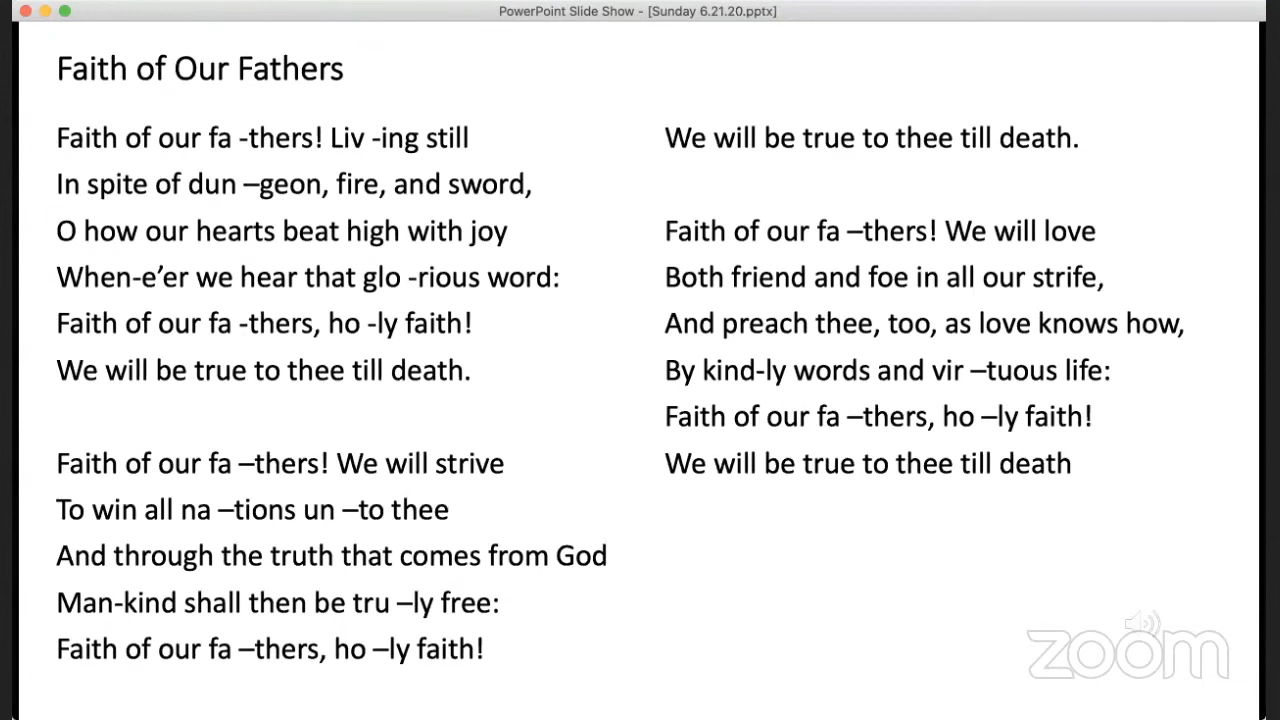 PowerPoint Slide Show - [Sunday 6.21.20.pptx]
Faith of Our Fathers
Faith of our fa -thers! Liv -ing still
In spite of dun –geon, fire, and sword,
O how our hearts beat high with joy
When-e’er we hear that glo -rious word:
Faith of our fa -thers, ho -ly faith!
We will be true to thee till death.
Faith of our fa –thers! We will strive
To win all na –tions un –to thee
And through the truth that comes from God
Man-kind shall then be tru –ly free:
Faith of our fa –thers, ho –ly faith!
We will be true to thee till death.
Faith of our fa –thers! We will love
Both friend and foe in all our strife,
And preach thee, too, as love knows how,
By kind-ly words and vir –tuous life:
Faith of our fa –thers, ho –ly faith!
We will be true to thee till death
zoom